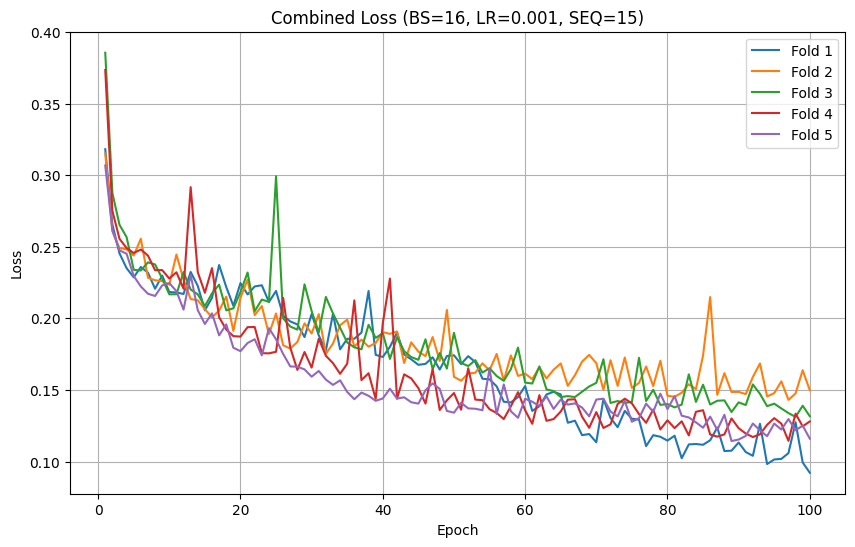 Combined Loss (BS=16, LR=0.001, SEQ=15)
0.40
0.35
0.30
0.25
0.20
0.15
0.10
Loss
Fold 1
Fold 2
Fold 3
Fold 4
Fold 5
0 20 40 60 80 100
Epoch